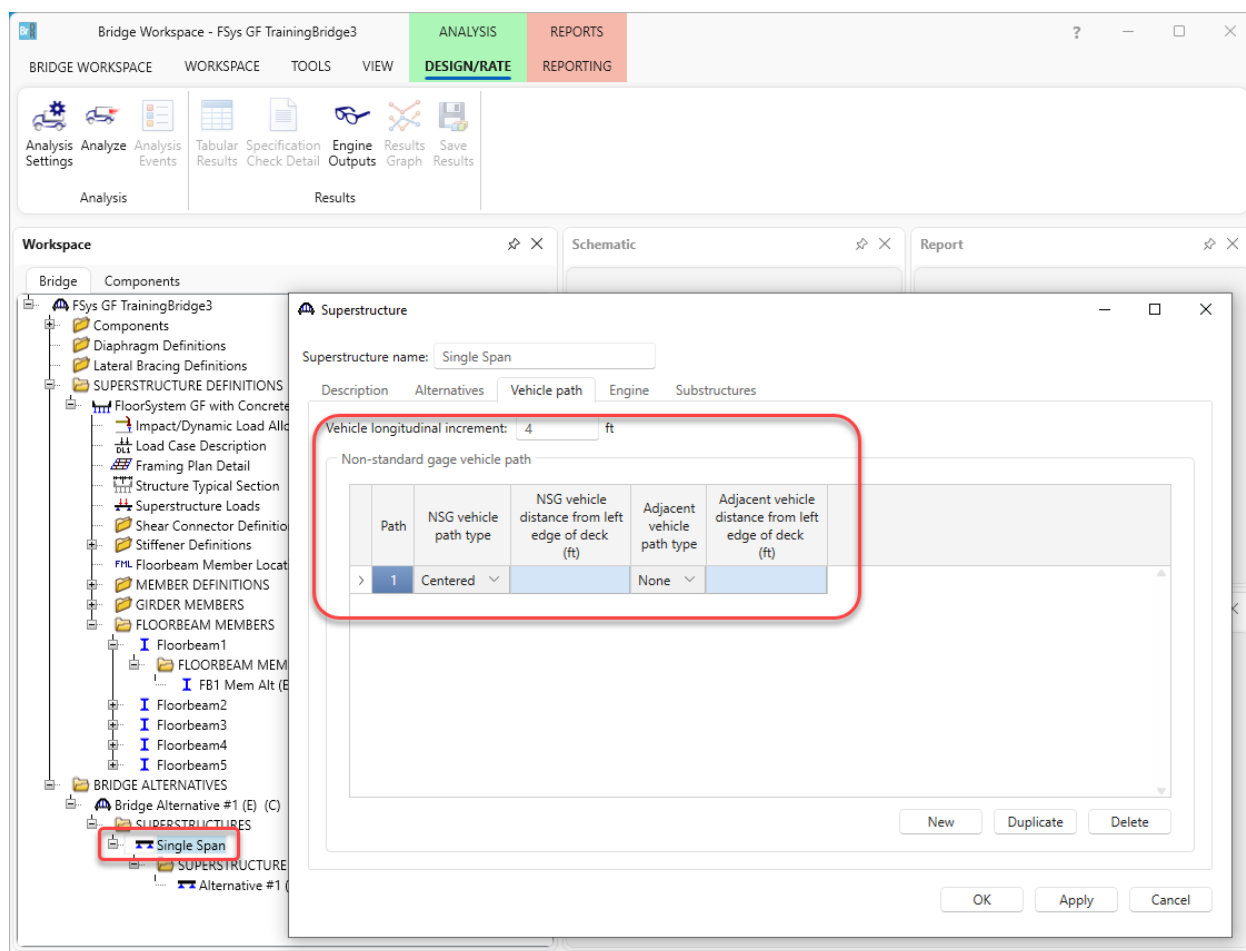 Br
Bridge Workspace - FSys GF TrainingBridge3
ANALYSIS
REPORTS
?
BRIDGE WORKSPACE
WORKSPACE
TOOLS
VIEW
DESIGN/RATE
REPORTING
Analysis
Settings
Analyze
Analysis
Events
Tabular
Results
Specification
Check Detail
Engine
Outputs
Results
Graph
Save
Results
Analysis
Results
Workspace
Schematic
Report
Bridge
Components
FSys GF TrainingBridge3
Components
Diaphragm Definitions
Lateral Bracing Definitions
SUPERSTRUCTURE DEFINITIONS
FloorSystem GF with Concrete
Impact/Dynamic Load Allo
DL1
Load Case Description
Framing Plan Detail
Structure Typical Section
Superstructure Loads
Shear Connector Definitio
Stiffener Definitions
FML
Floorbeam Member Locat
MEMBER DEFINITIONS
GIRDER MEMBERS
FLOORBEAM MEMBERS
Floorbeam1
FLOORBEAM MEM
FB1 Mem Alt (E
Floorbeam2
Floorbeam3
Floorbeam4
Floorbeam5
BRIDGE ALTERNATIVES
Bridge Alternative #1 (E) (C)
SUPERSTRUCTURES
Single Span
SUPERSTRUCTURE
Alternative #1 (
Superstructure
Superstructure name: Single Span
Description
Alternatives
Vehicle path
Engine
Substructures
Vehicle longitudinal increment: 4 ft
Non-standard gage vehicle path
Path
NSG vehicle
path type
NSG vehicle
distance from left
edge of deck
(ft)
Adjacent
vehicle
path type
Adjacent vehicle
distance from left
edge of deck
(ft)
1 Centered None
New
Duplicate
Delete
OK
Apply
Cancel